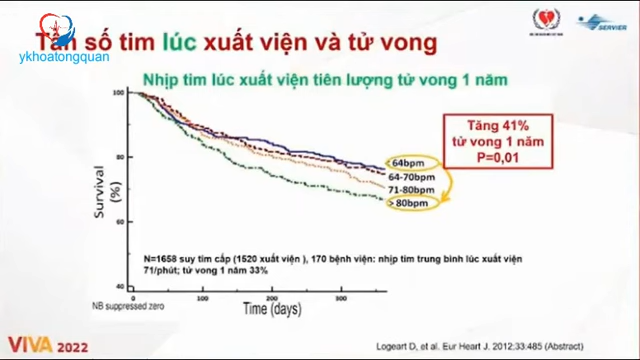 Tần số tim lúc xuất viện và tử vong
ykhoatongquan
SERVIER
Nhịp tim lúc xuất viện tiên lượng tử vong 1 năm
Tăng 41%
tử vong 1 năm
P=0,01
Survival
(%)
100
80
60
40
64bpm
64-70bpm
71-80bpm
> 80bpm
N=1658 suy tim cấp (1520 xuất viện ), 170 bệnh viện: nhịp tim trung bình lúc xuất viện
71/phút; tử vong 1 năm 33%
0
100
200
300
NB suppressed zero
Time (days)
VIVA 2022
Logeart D, et al. Eur Heart J. 2012;33:485 (Abstract)